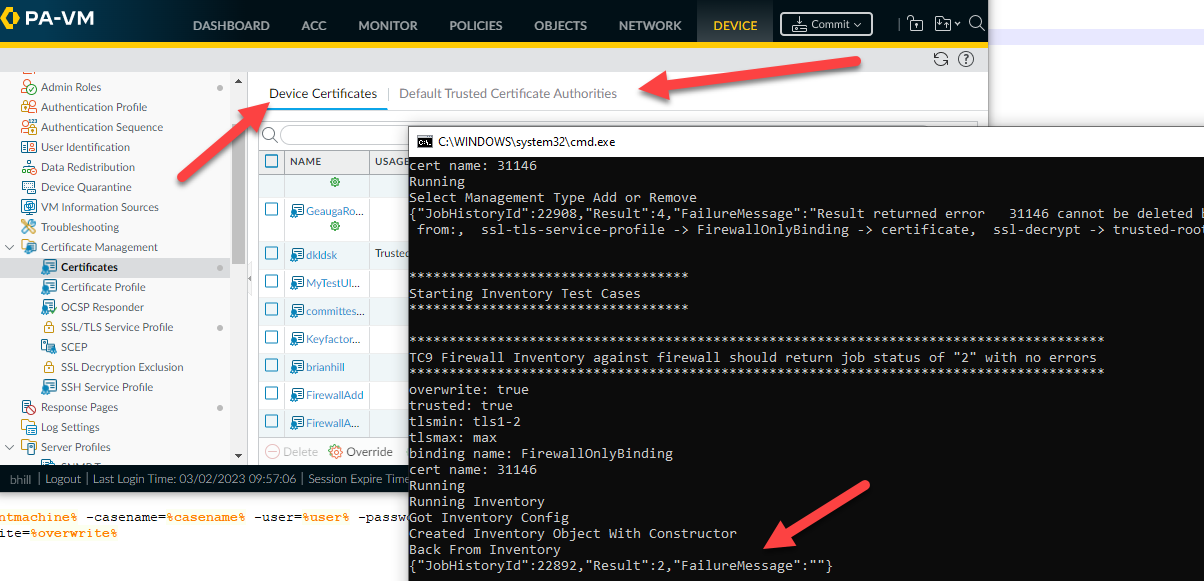 PA-VM
DASHBOARD ACC MONITOR POLICIES OBJECTS NETWORK DEVICE Commit
Admin Roles
Authentication Profile
Authentication Sequence
User Identification
Data Redistribution
Device Quarantine
VM Information Sources
Troubleshooting
Certificate Management
Certificates
Certificate Profile
OCSP Responder
SSL/TLS Service Profile
SCEP
SSL Decryption Exclusion
SSH Service Profile
Response Pages
Log Settings
Server Profiles
Device Certificates | Default Trusted Certificate Authorities
NAME USAGE
GeaugaRo...
dkldsk Trusted
MyTestUI...
committes...
Keyfactor...
brianhill
FirewallAdd
FirewallA...
Delete Override
bhill | Logout | Last Login Time: 03/02/2023 09:57:06 | Session Expire Time
C:\WINDOWS\system32\cmd.exe
cert name: 31146
Running
Select Management Type Add or Remove
{"JobHistoryId":22908,"Result":4,"FailureMessage":"Result returned error 31146 cannot be deleted
from:, ssl-tls-service-profile -> FirewallOnlyBinding -> certificate, ssl-decrypt -> trusted-root
**********************************
Starting Inventory Test Cases
**********************************
*************************************************************************************
TC9 Firewall Inventory against firewall should return job status of "2" with no errors
*************************************************************************************
overwrite: true
trusted: true
tlsmin: tls1-2
tlsmax: max
binding name: FirewallOnlyBinding
cert name: 31146
Running
Running Inventory
Got Inventory Config
Created Inventory Object With Constructor
Back From Inventory
{"JobHistoryId":22892,"Result":2,"FailureMessage":""}
ntmachine% -casename=%casename% -user=%user% -passw
ite=%overwrite%